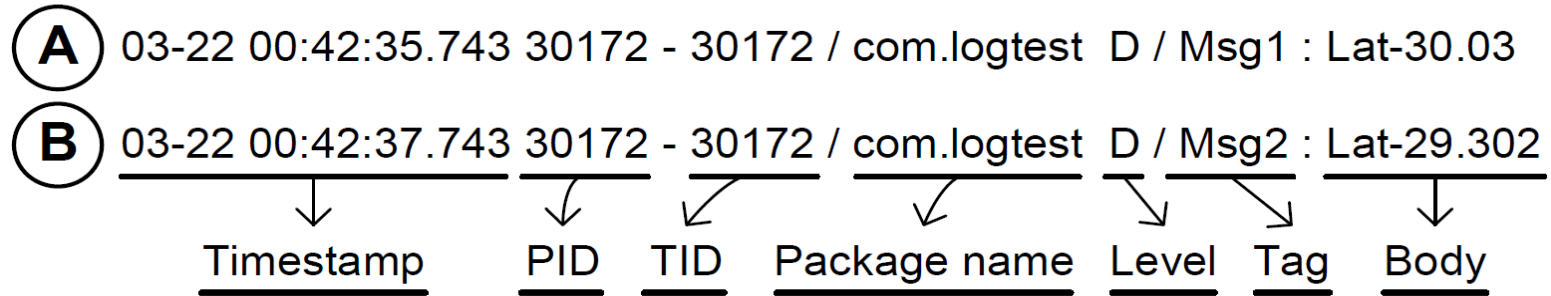 A 03-22 00:42:35.743 30172 - 30172 / com.logtest D / Msg1 : Lat-30.03
B 03-22 00:42:37.743 30172 - 30172 / com.logtest D / Msg2 : Lat-29.302
Timestamp PID TID Package name Level Tag Body